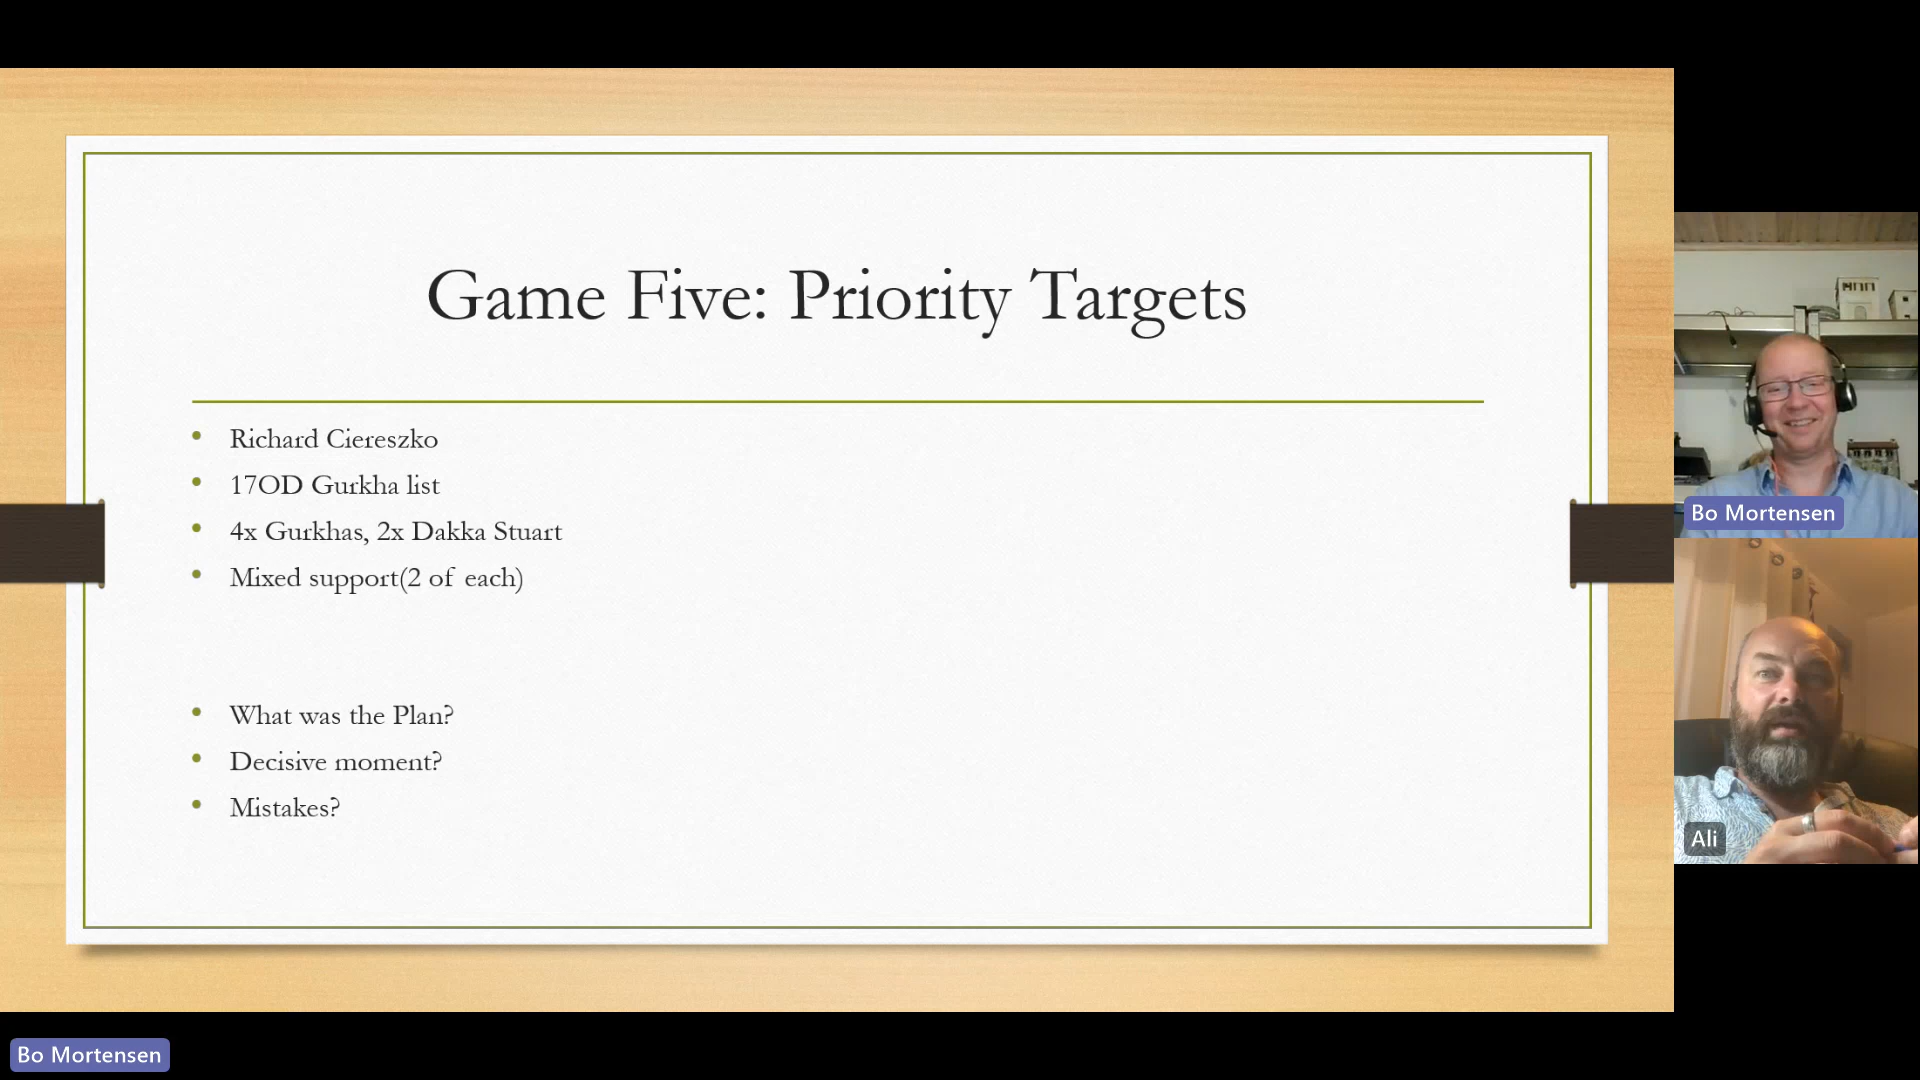 Game Five: Priority Targets
Richard Ciereszko
17OD Gurkha list
4x Gurkhas, 2x Dakka Stuart
Mixed support(2 of each)
What was the Plan?
Decisive moment?
Mistakes?
Bo Mortensen
Ali
Bo Mortensen